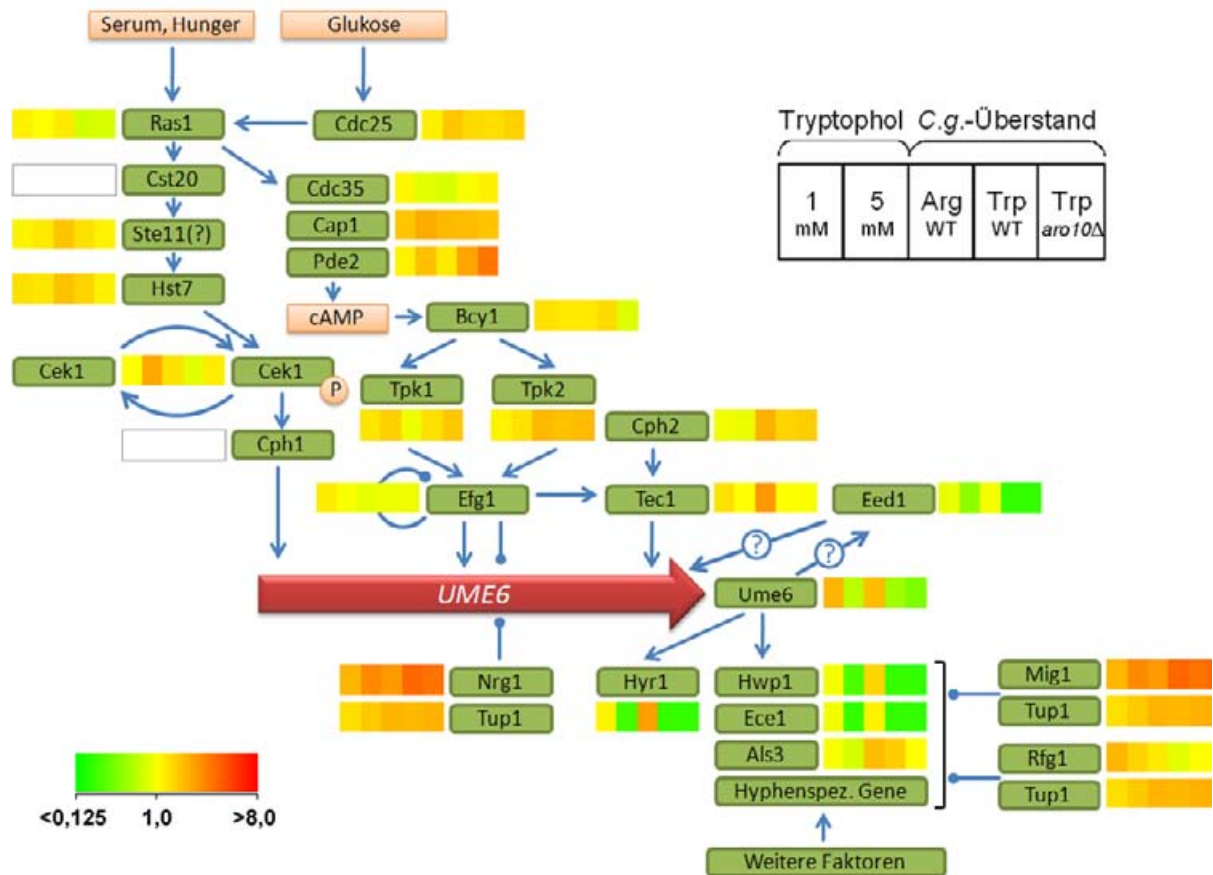 Serum, Hunger
Glukose
Ras1
Cdc25
Tryptophol
C.g.-Überstand
Cst20
Cdc35
1 mM
5 mM
Arg WT
Trp WT
Trp aro10Δ
Ste11(?)
Cap1
Hst7
Pde2
cAMP
Bcy1
Cek1
Cek1
P
Tpk1
Tpk2
Cph1
Cph2
Efg1
Tec1
Eed1
?
?
UME6
Ume6
Nrg1
Hyr1
Hwp1
Mig1
Tup1
Ece1
Tup1
Als3
Rfg1
Hyphenspez. Gene
Tup1
<0,125
1,0
>8,0
Weitere Faktoren